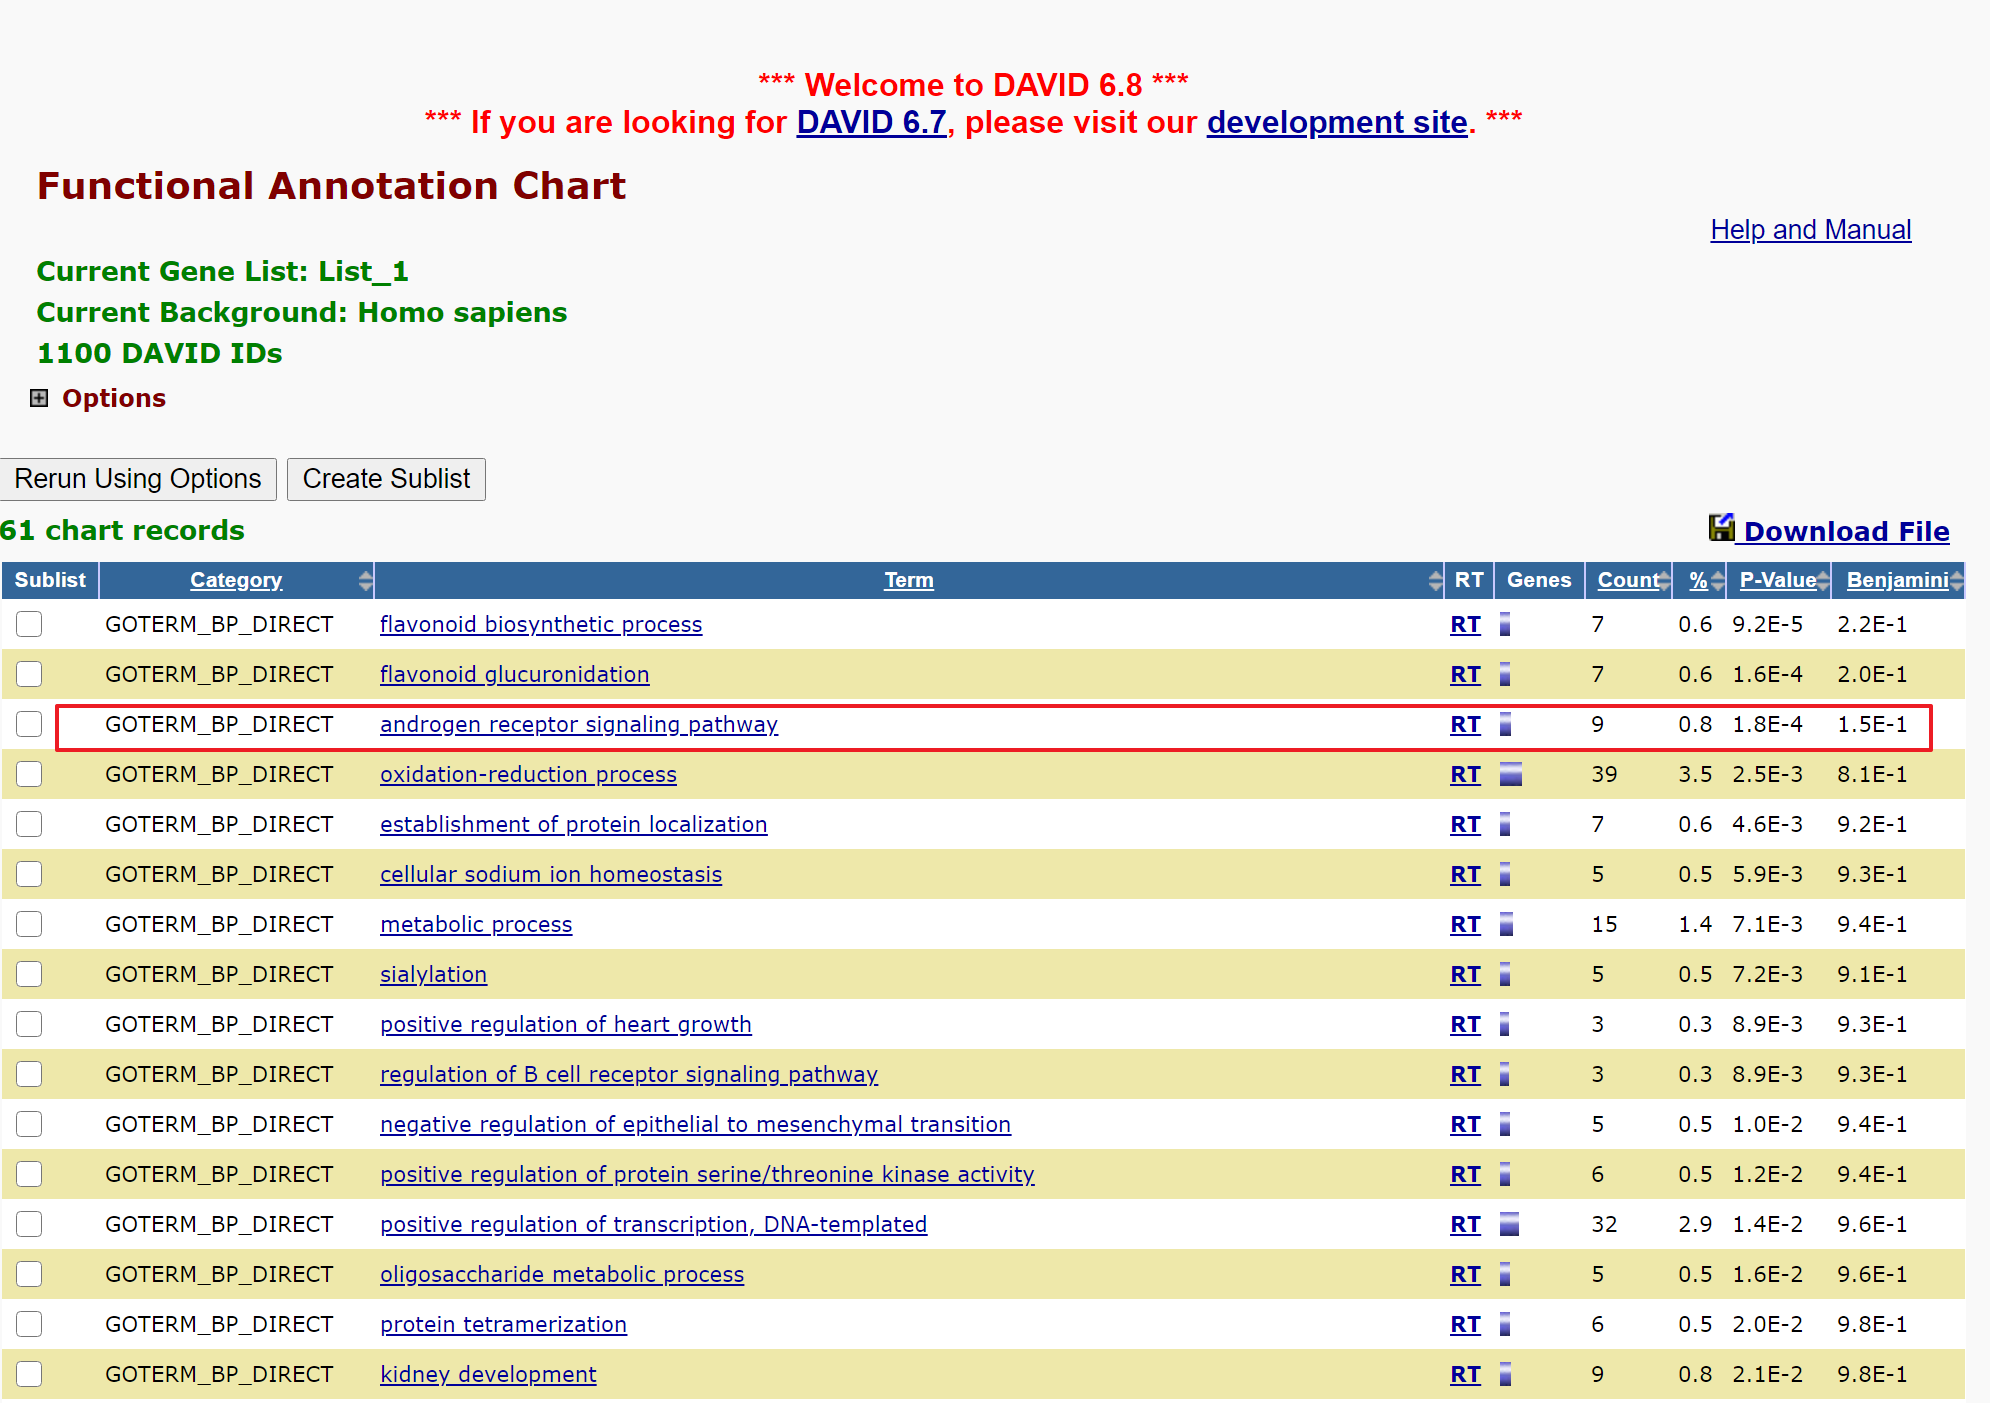 *** Welcome to DAVID 6.8 ***
*** If you are looking for DAVID 6.7, please visit our development site. ***
Functional Annotation Chart
Help and Manual
Current Gene List: List_1
Current Background: Homo sapiens
1100 DAVID IDs
Options
Rerun Using Options Create Sublist
61 chart records Download File
Sublist Category Term RT Genes Count % P-Value Benjamini
GOTERM_BP_DIRECT flavonoid biosynthetic process RT 7 0.6 9.2E-5 2.2E-1
GOTERM_BP_DIRECT flavonoid glucuronidation RT 7 0.6 1.6E-4 2.0E-1
GOTERM_BP_DIRECT androgen receptor signaling pathway RT 9 0.8 1.8E-4 1.5E-1
GOTERM_BP_DIRECT oxidation-reduction process RT 39 3.5 2.5E-3 8.1E-1
GOTERM_BP_DIRECT establishment of protein localization RT 7 0.6 4.6E-3 9.2E-1
GOTERM_BP_DIRECT cellular sodium ion homeostasis RT 5 0.5 5.9E-3 9.3E-1
GOTERM_BP_DIRECT metabolic process RT 15 1.4 7.1E-3 9.4E-1
GOTERM_BP_DIRECT sialylation RT 5 0.5 7.2E-3 9.1E-1
GOTERM_BP_DIRECT positive regulation of heart growth RT 3 0.3 8.9E-3 9.3E-1
GOTERM_BP_DIRECT regulation of B cell receptor signaling pathway RT 3 0.3 8.9E-3 9.3E-1
GOTERM_BP_DIRECT negative regulation of epithelial to mesenchymal transition RT 5 0.5 1.0E-2 9.4E-1
GOTERM_BP_DIRECT positive regulation of protein serine/threonine kinase activity RT 6 0.5 1.2E-2 9.4E-1
GOTERM_BP_DIRECT positive regulation of transcription, DNA-templated RT 32 2.9 1.4E-2 9.6E-1
GOTERM_BP_DIRECT oligosaccharide metabolic process RT 5 0.5 1.6E-2 9.6E-1
GOTERM_BP_DIRECT protein tetramerization RT 6 0.5 2.0E-2 9.8E-1
GOTERM_BP_DIRECT kidney development RT 9 0.8 2.1E-2 9.8E-1